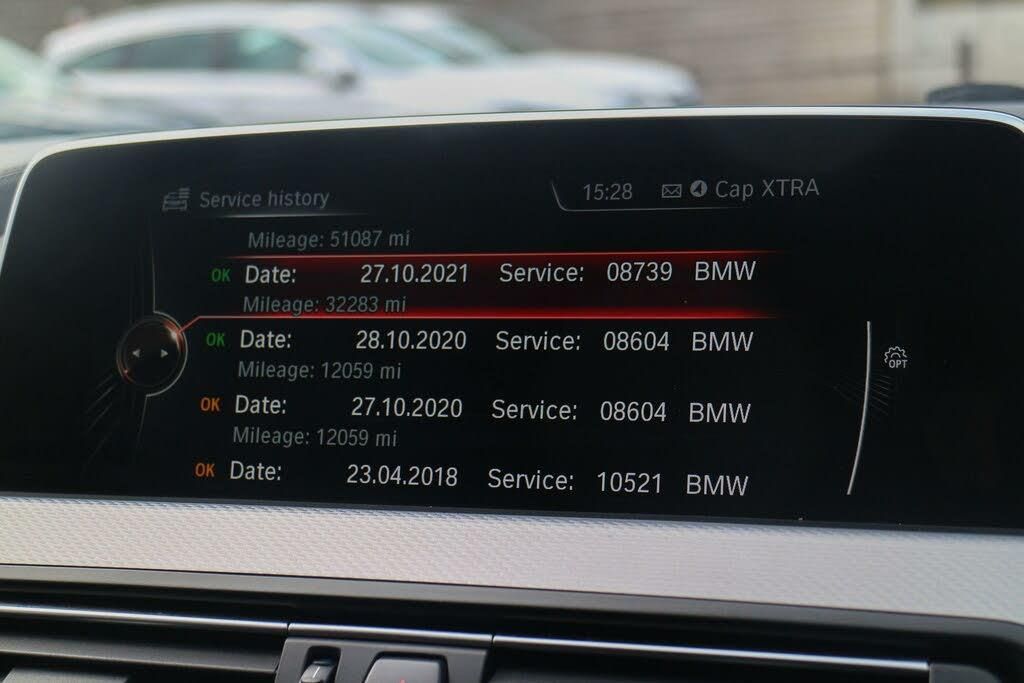 Service history 15:28 Cap XTRA
Mileage: 51087 mi
OK Date: 27.10.2021 Service: 08739 BMW
Mileage: 32283 mi
OK Date: 28.10.2020 Service: 08604 BMW
Mileage: 12059 mi
OK Date: 27.10.2020 Service: 08604 BMW
Mileage: 12059 mi
OK Date: 23.04.2018 Service: 10521 BMW
OPT